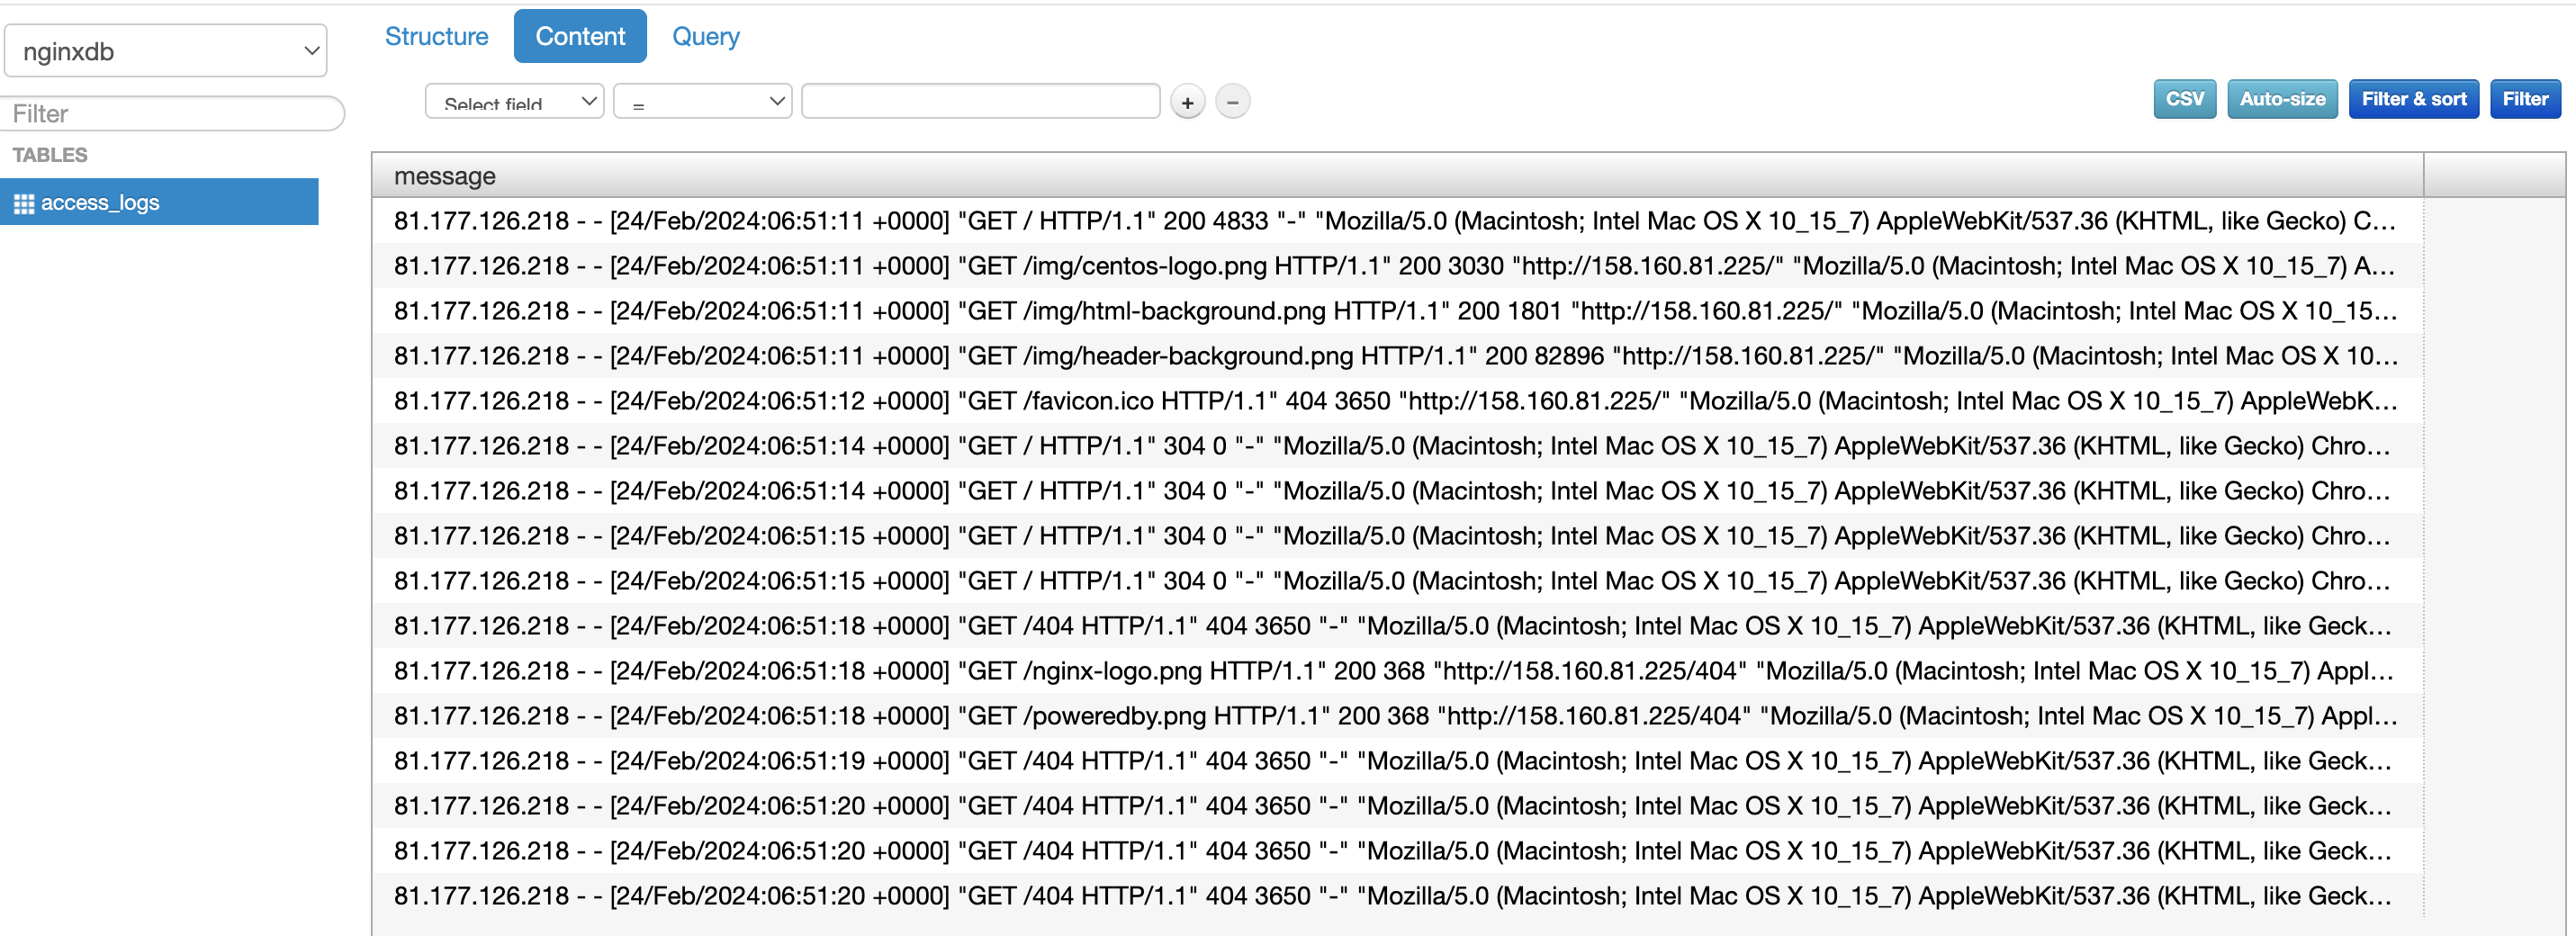 nginxdb
Structure Content Query
Select field = + − CSV Auto-size Filter & sort Filter
Filter
TABLES
access_logs
message
81.177.126.218 - - [24/Feb/2024:06:51:11 +0000] "GET / HTTP/1.1" 200 4833 "-" "Mozilla/5.0 (Macintosh; Intel Mac OS X 10_15_7) AppleWebKit/537.36 (KHTML, like Gecko) C...
81.177.126.218 - - [24/Feb/2024:06:51:11 +0000] "GET /img/centos-logo.png HTTP/1.1" 200 3030 "http://158.160.81.225/" "Mozilla/5.0 (Macintosh; Intel Mac OS X 10_15_7) A...
81.177.126.218 - - [24/Feb/2024:06:51:11 +0000] "GET /img/html-background.png HTTP/1.1" 200 1801 "http://158.160.81.225/" "Mozilla/5.0 (Macintosh; Intel Mac OS X 10_15...
81.177.126.218 - - [24/Feb/2024:06:51:11 +0000] "GET /img/header-background.png HTTP/1.1" 200 82896 "http://158.160.81.225/" "Mozilla/5.0 (Macintosh; Intel Mac OS X 10...
81.177.126.218 - - [24/Feb/2024:06:51:12 +0000] "GET /favicon.ico HTTP/1.1" 404 3650 "http://158.160.81.225/" "Mozilla/5.0 (Macintosh; Intel Mac OS X 10_15_7) AppleWebK...
81.177.126.218 - - [24/Feb/2024:06:51:14 +0000] "GET / HTTP/1.1" 304 0 "-" "Mozilla/5.0 (Macintosh; Intel Mac OS X 10_15_7) AppleWebKit/537.36 (KHTML, like Gecko) Chro...
81.177.126.218 - - [24/Feb/2024:06:51:14 +0000] "GET / HTTP/1.1" 304 0 "-" "Mozilla/5.0 (Macintosh; Intel Mac OS X 10_15_7) AppleWebKit/537.36 (KHTML, like Gecko) Chro...
81.177.126.218 - - [24/Feb/2024:06:51:15 +0000] "GET / HTTP/1.1" 304 0 "-" "Mozilla/5.0 (Macintosh; Intel Mac OS X 10_15_7) AppleWebKit/537.36 (KHTML, like Gecko) Chro...
81.177.126.218 - - [24/Feb/2024:06:51:15 +0000] "GET / HTTP/1.1" 304 0 "-" "Mozilla/5.0 (Macintosh; Intel Mac OS X 10_15_7) AppleWebKit/537.36 (KHTML, like Gecko) Chro...
81.177.126.218 - - [24/Feb/2024:06:51:18 +0000] "GET /404 HTTP/1.1" 404 3650 "-" "Mozilla/5.0 (Macintosh; Intel Mac OS X 10_15_7) AppleWebKit/537.36 (KHTML, like Geck...
81.177.126.218 - - [24/Feb/2024:06:51:18 +0000] "GET /nginx-logo.png HTTP/1.1" 200 368 "http://158.160.81.225/404" "Mozilla/5.0 (Macintosh; Intel Mac OS X 10_15_7) Appl...
81.177.126.218 - - [24/Feb/2024:06:51:18 +0000] "GET /poweredby.png HTTP/1.1" 200 368 "http://158.160.81.225/404" "Mozilla/5.0 (Macintosh; Intel Mac OS X 10_15_7) Appl...
81.177.126.218 - - [24/Feb/2024:06:51:19 +0000] "GET /404 HTTP/1.1" 404 3650 "-" "Mozilla/5.0 (Macintosh; Intel Mac OS X 10_15_7) AppleWebKit/537.36 (KHTML, like Geck...
81.177.126.218 - - [24/Feb/2024:06:51:20 +0000] "GET /404 HTTP/1.1" 404 3650 "-" "Mozilla/5.0 (Macintosh; Intel Mac OS X 10_15_7) AppleWebKit/537.36 (KHTML, like Geck...
81.177.126.218 - - [24/Feb/2024:06:51:20 +0000] "GET /404 HTTP/1.1" 404 3650 "-" "Mozilla/5.0 (Macintosh; Intel Mac OS X 10_15_7) AppleWebKit/537.36 (KHTML, like Geck...
81.177.126.218 - - [24/Feb/2024:06:51:20 +0000] "GET /404 HTTP/1.1" 404 3650 "-" "Mozilla/5.0 (Macintosh; Intel Mac OS X 10_15_7) AppleWebKit/537.36 (KHTML, like Geck...